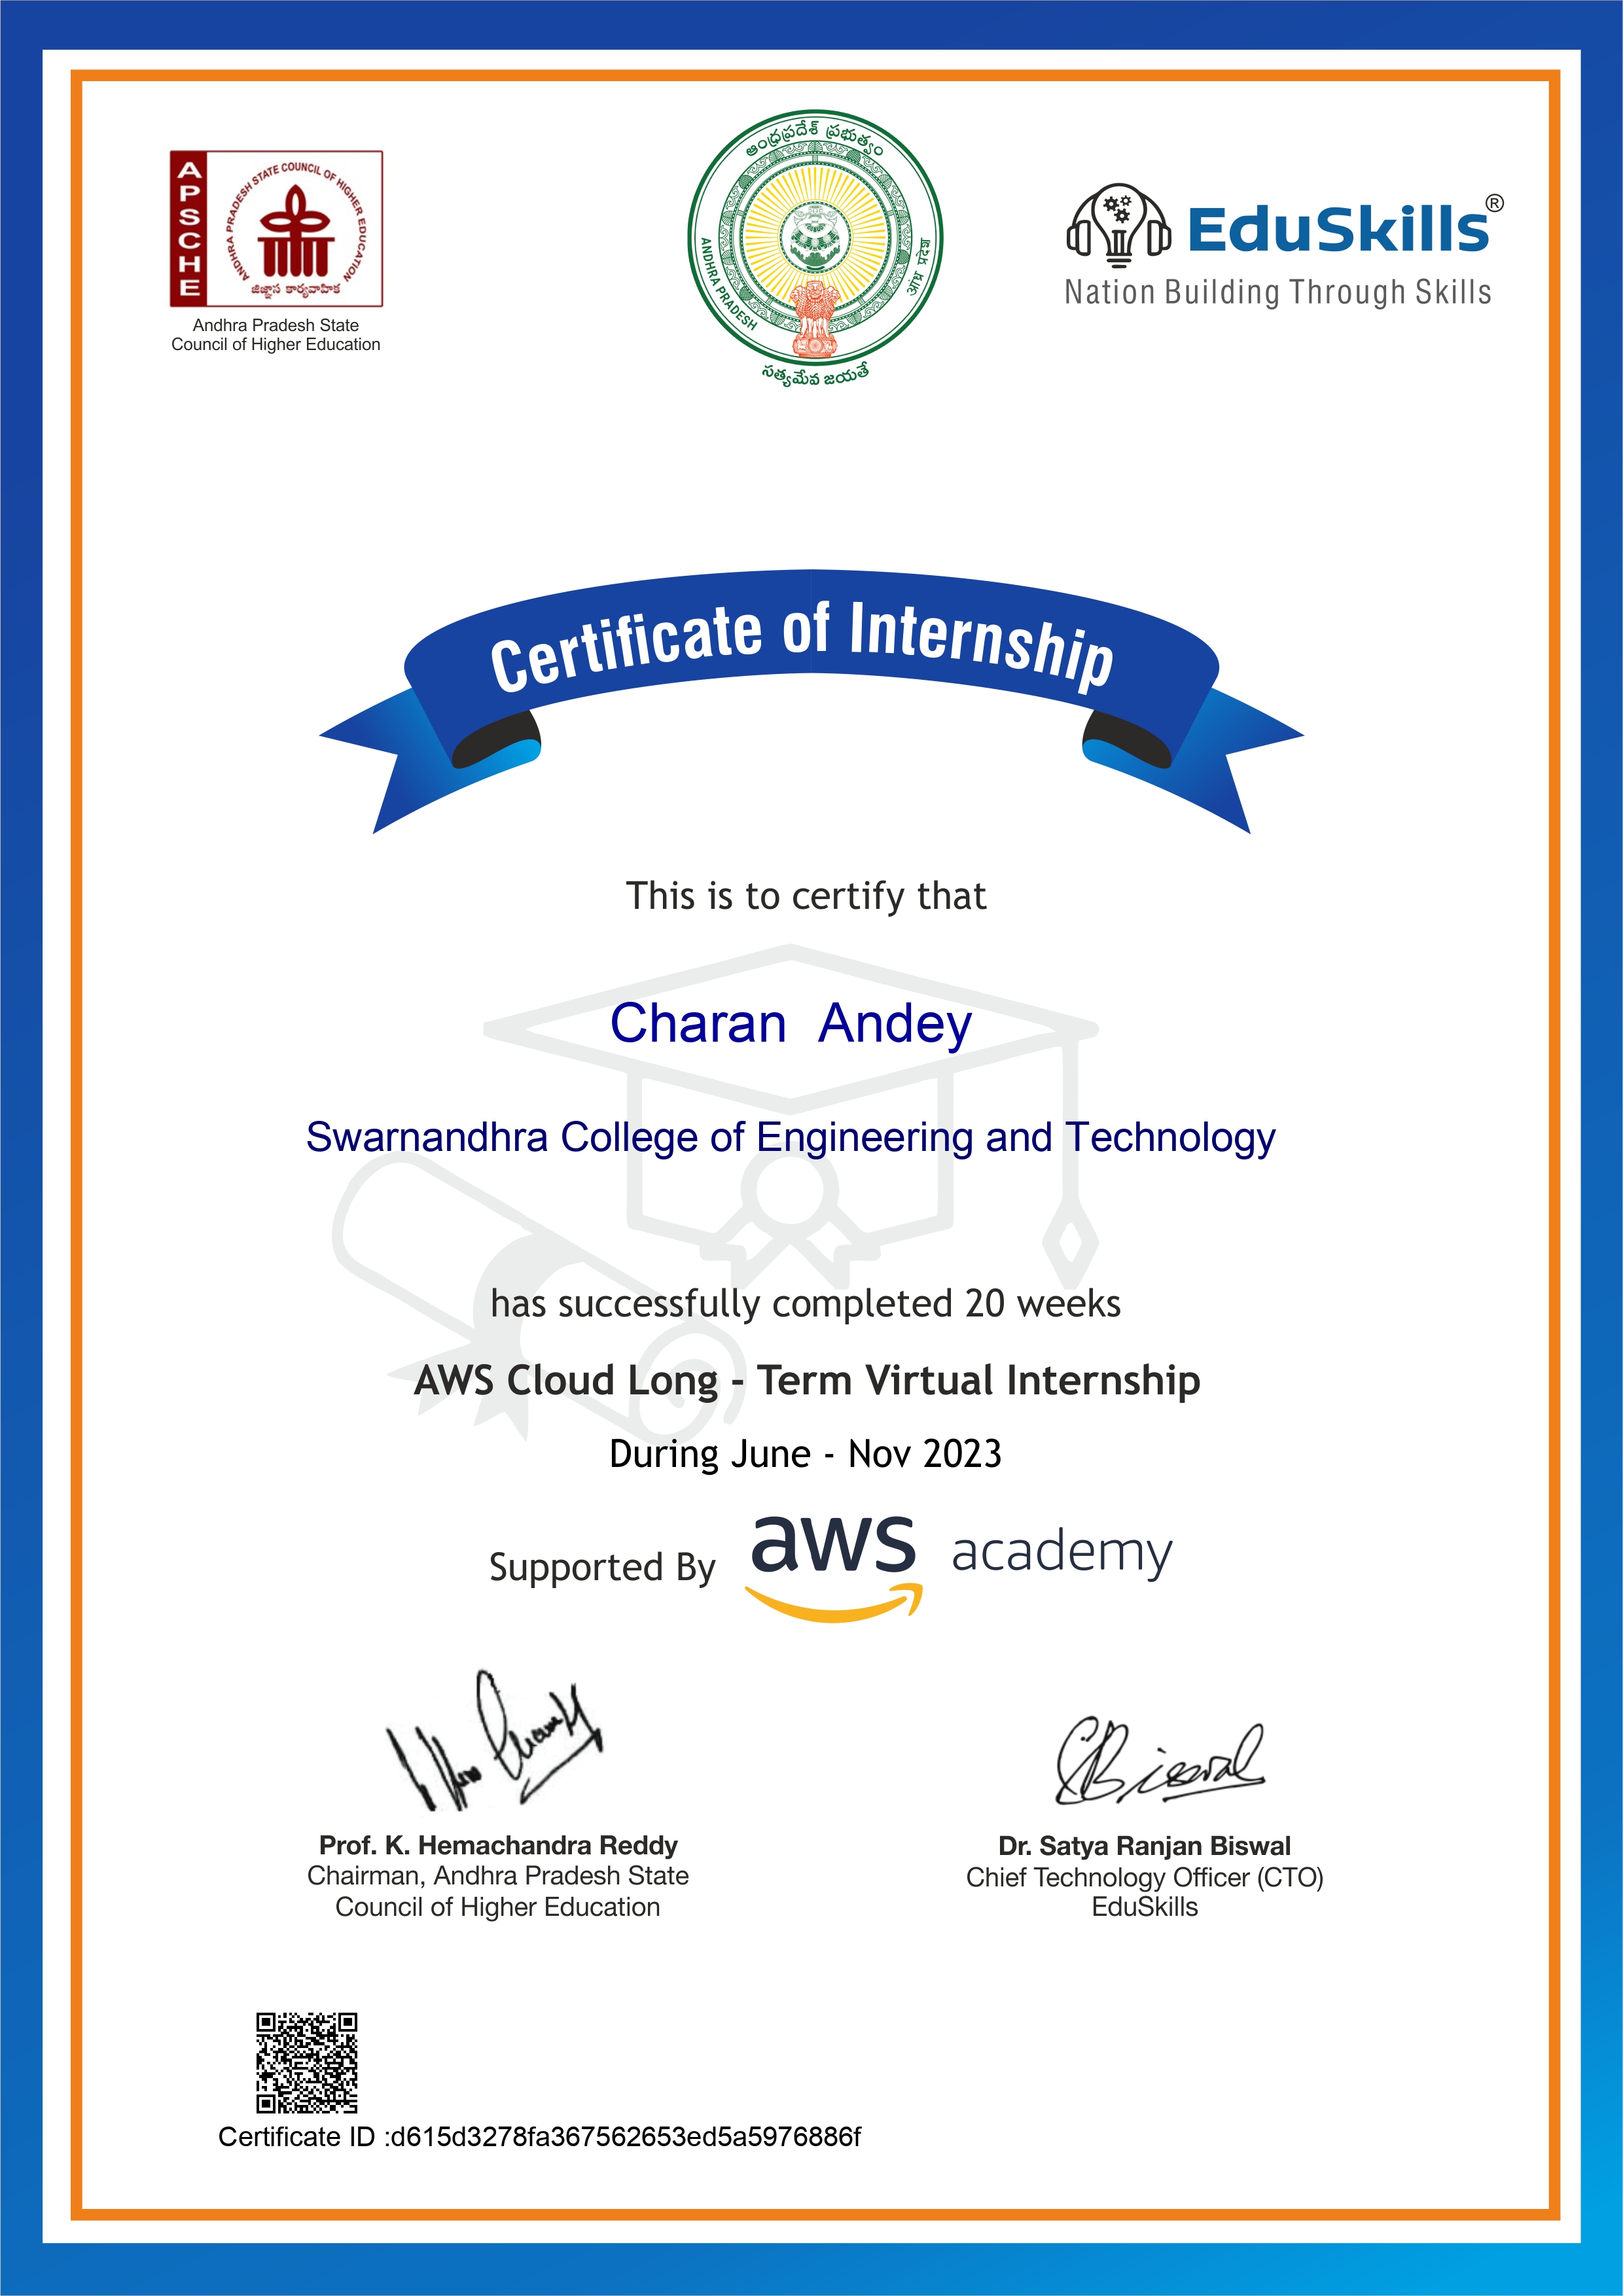 APSCHE
ANDHRA PRADESH STATE COUNCIL OF HIGHER EDUCATION
జిజ్ఞాస కార్యవాహిక
Andhra Pradesh State
Council of Higher Education
ఆంధ్రప్రదేశ్ ప్రభుత్వం
ANDHRA PRADESH
आंध्र प्रदेश
సత్యమేవ జయతే
EduSkills®
Nation Building Through Skills
Certificate of Internship
This is to certify that
Charan Andey
Swarnandhra College of Engineering and Technology
has successfully completed 20 weeks
AWS Cloud Long - Term Virtual Internship
During June - Nov 2023
Supported By aws academy
Prof. K. Hemachandra Reddy
Chairman, Andhra Pradesh State
Council of Higher Education
Dr. Satya Ranjan Biswal
Chief Technology Officer (CTO)
EduSkills
Certificate ID :d615d3278fa367562653ed5a5976886f